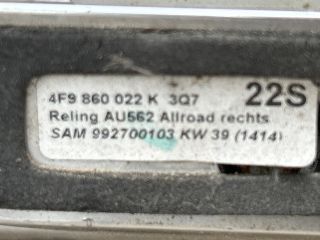 4F9 860 022 K 3Q7 22S
Reling AU562 Allroad rechts
SAM 992700103 KW 39 (1414)